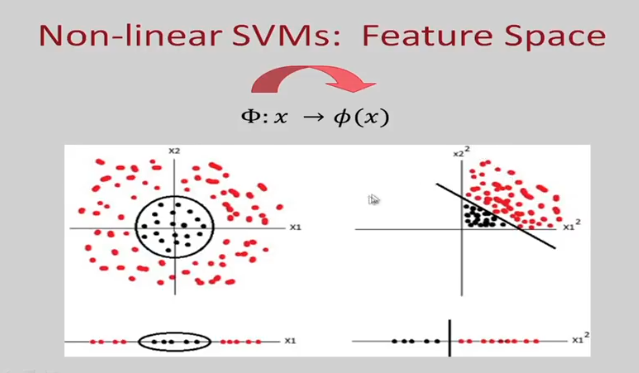 Non-linear SVMs: Feature Space
Φ: x → ϕ(x)
x2
x2²
x1
x1²
x1
x1²